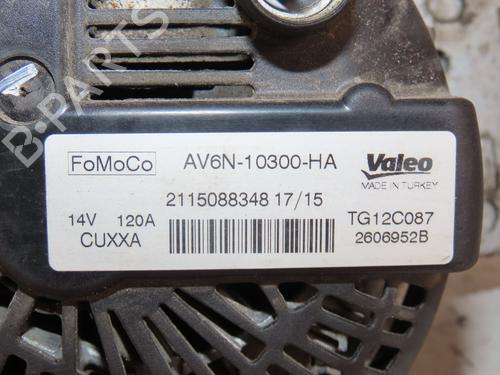 B-PARTS
FoMoCo AV6N-10300-HA Valeo
MADE IN TURKEY
2115088348 17/15
14V 120A TG12C087
CUXXA 2606952B